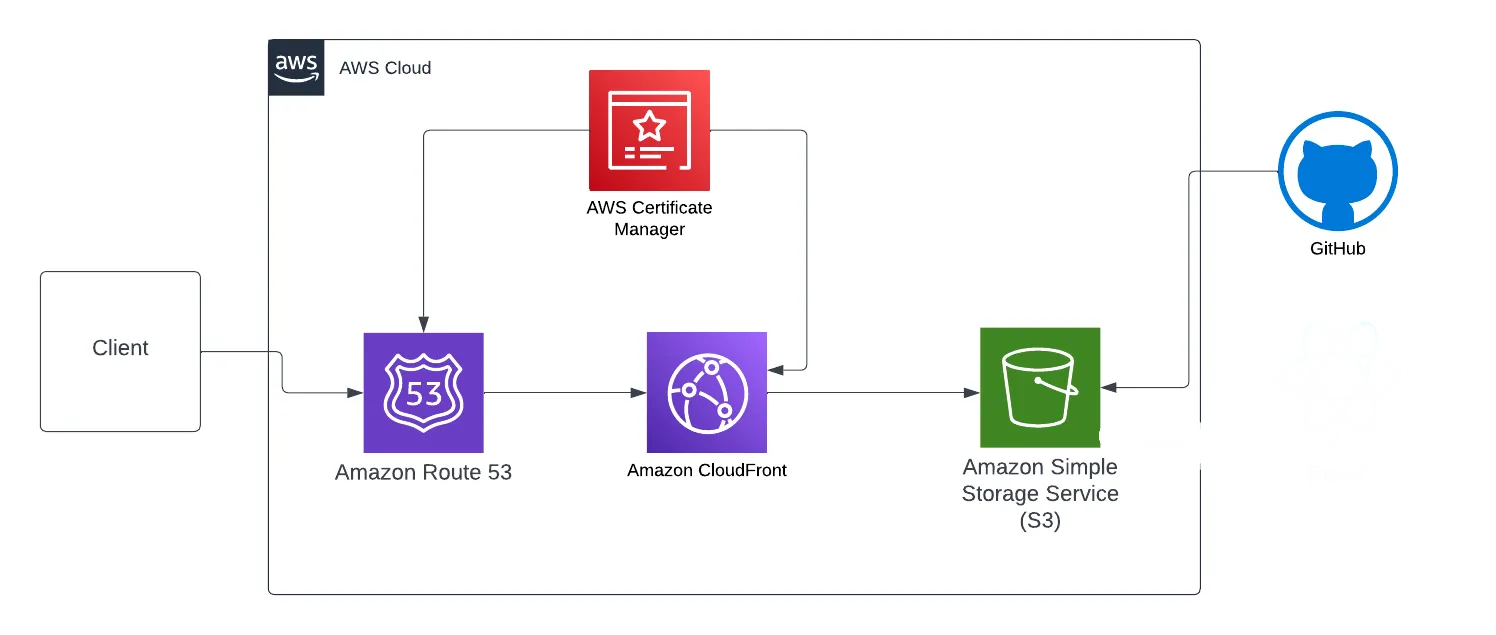 aws
AWS Cloud
AWS Certificate
Manager
GitHub
Client
53
Amazon Route 53
Amazon CloudFront
Amazon Simple
Storage Service
(S3)